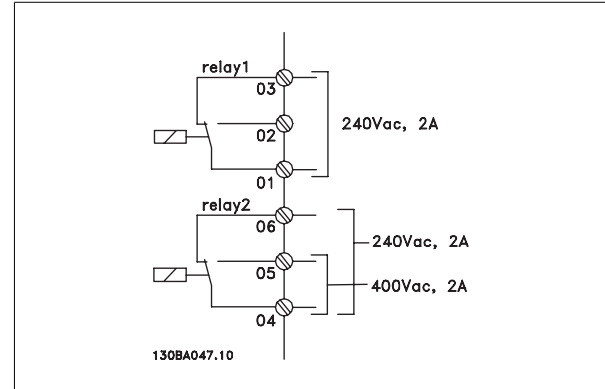 relay1
03
240Vac, 2A
02
01
relay2
06
240Vac, 2A
05
400Vac, 2A
04
130BA047.10